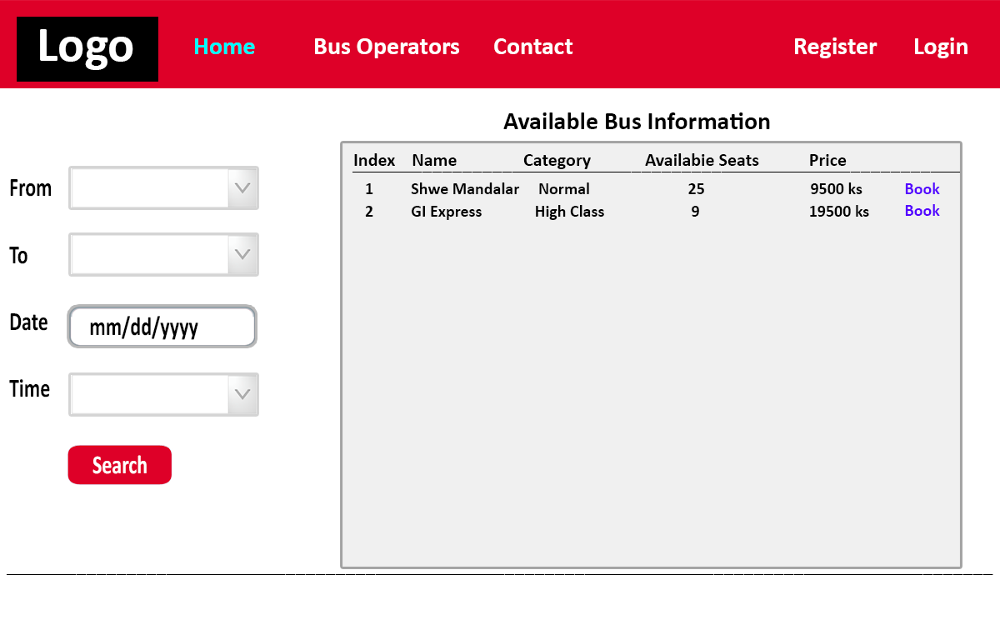 Logo Home Bus Operators Contact Register Login
Available Bus Information
Index Name Category Availabie Seats Price
1 Shwe Mandalar Normal 25 9500 ks Book
2 GI Express High Class 9 19500 ks Book
From
To
Date mm/dd/yyyy
Time
Search